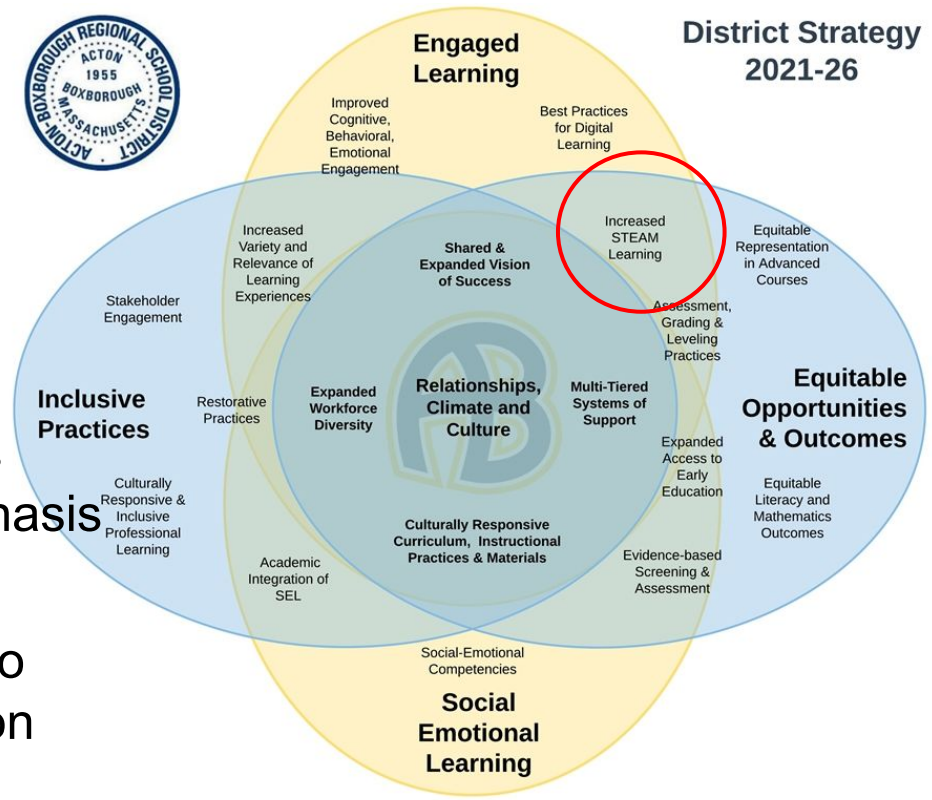 ACTON-BOXBOROUGH REGIONAL SCHOOL DISTRICT
ACTON
1955
BOXBOROUGH
MASSACHUSETTS
District Strategy
2021-26
Engaged
Learning
Improved
Cognitive,
Behavioral,
Emotional
Engagement
Best Practices
for Digital
Learning
Increased
Variety and
Relevance of
Learning
Experiences
Shared &
Expanded Vision
of Success
Increased
STEAM
Learning
Equitable
Representation
in Advanced
Courses
Stakeholder
Engagement
Assessment,
Grading &
Leveling
Practices
Inclusive
Practices
Restorative
Practices
Expanded
Workforce
Diversity
AB
Relationships,
Climate and
Culture
Multi-Tiered
Systems of
Support
Equitable
Opportunities
& Outcomes
Expanded
Access to
Early
Education
Culturally
Responsive &
Inclusive
Professional
Learning
Equitable
Literacy and
Mathematics
Outcomes
Culturally Responsive
Curriculum, Instructional
Practices & Materials
Academic
Integration of
SEL
Evidence-based
Screening &
Assessment
Social-Emotional
Competencies
Social
Emotional
Learning